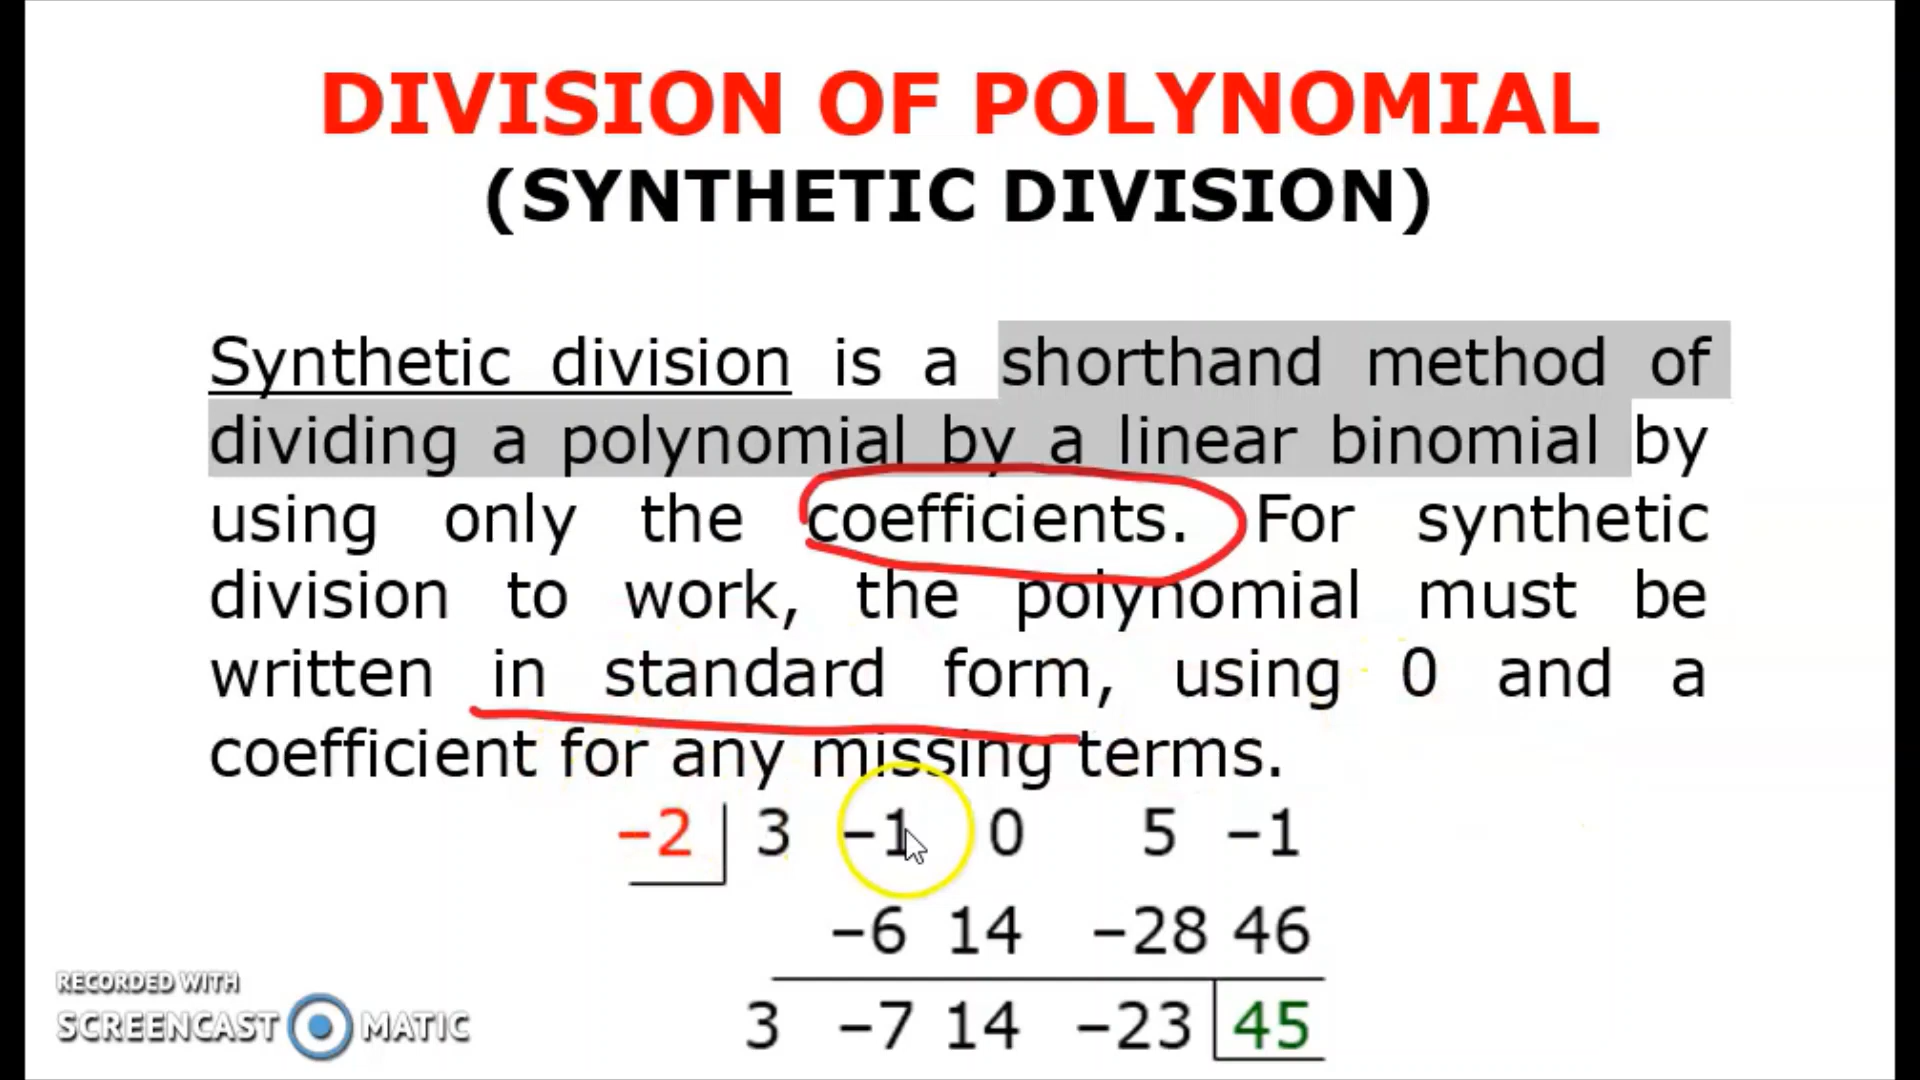 DIVISION OF POLYNOMIAL
(SYNTHETIC DIVISION)
Synthetic division is a shorthand method of
dividing a polynomial by a linear binomial by
using only the coefficients. For synthetic
division to work, the polynomial must be
written in standard form, using 0 and a
coefficient for any missing terms.
–2 3 –1 0 5 –1
–6 14 –28 46
3 –7 14 –23 45
RECORDED WITH
SCREENCAST MATIC